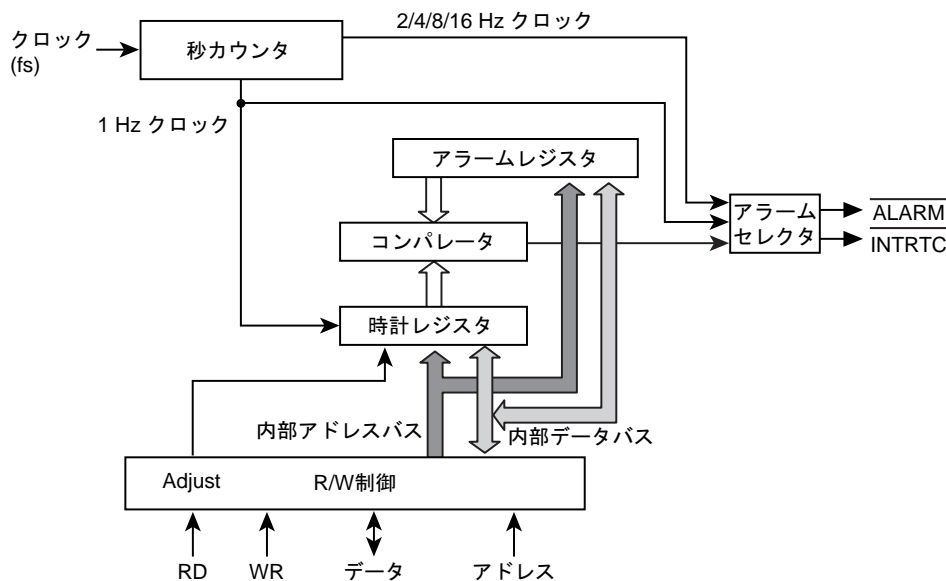 2/4/8/16 Hz クロック
クロック
(fs)
秒カウンタ
1 Hz クロック
アラームレジスタ
アラーム
セレクタ
ALARM
INTRTC
コンパレータ
時計レジスタ
内部アドレスバス
内部データバス
Adjust
R/W制御
RD
WR
データ
アドレス